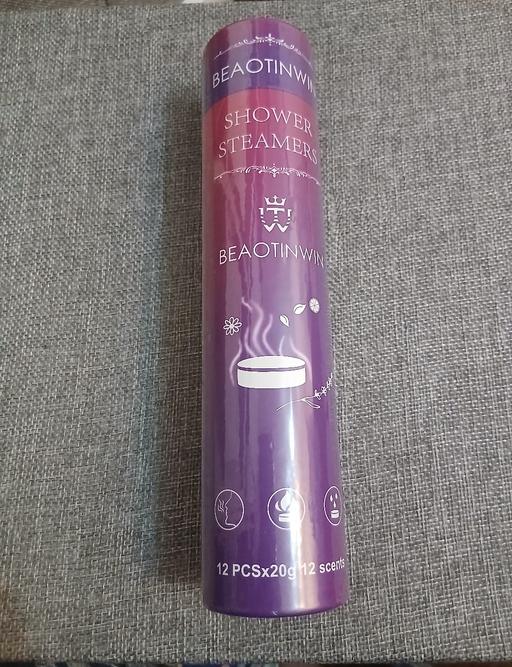 BEAOTINWIN
SHOWER
STEAMERS
BEAOTINWIN
12 PCSx20g 12 scents